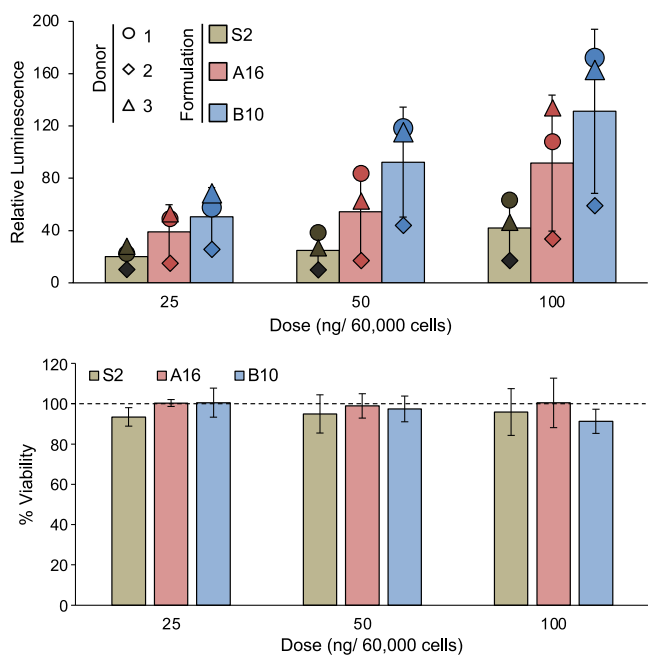 200
160
120
80
40
0
Relative Luminescence
Donor
1
2
3
Formulation
S2
A16
B10
25
50
100
Dose (ng/ 60,000 cells)
120
100
80
60
40
20
0
% Viability
S2 A16 B10
25
50
100
Dose (ng/ 60,000 cells)